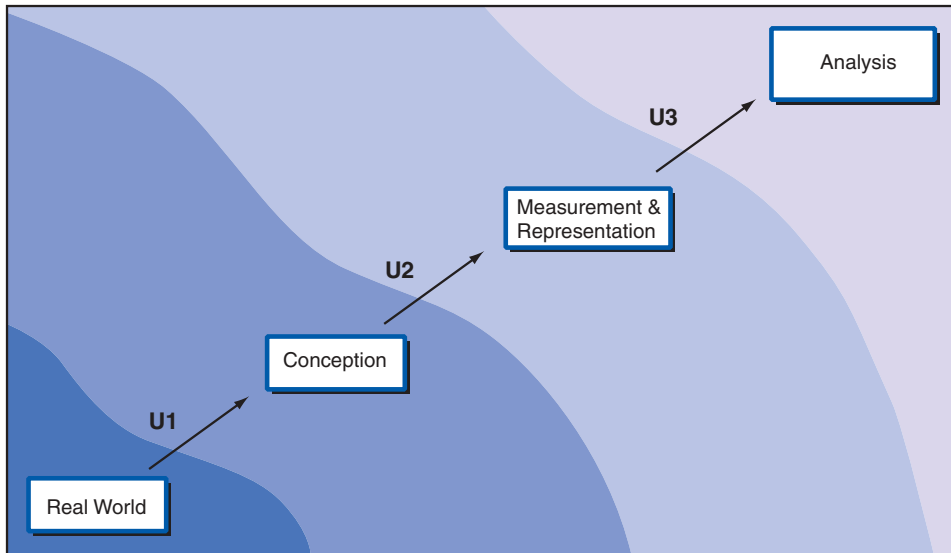 Analysis
U3
Measurement &
Representation
U2
Conception
U1
Real World